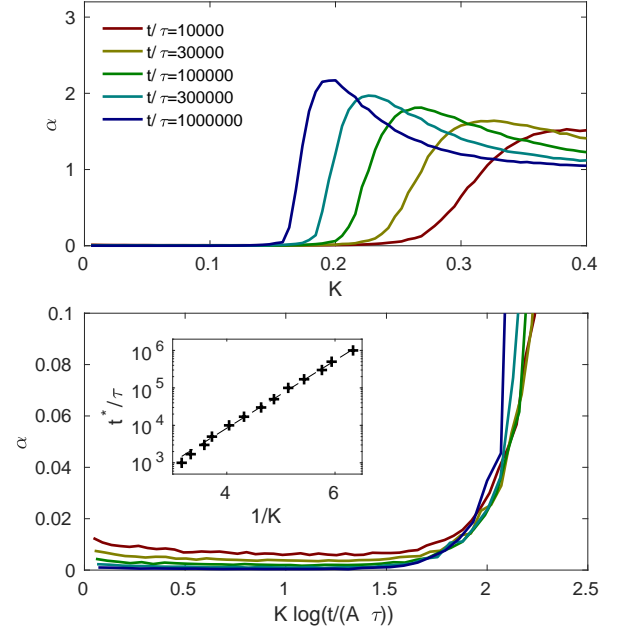 3
2
1
0
α
t/ τ=10000
t/ τ=30000
t/ τ=100000
t/ τ=300000
t/ τ=1000000
0 0.1 0.2 0.3 0.4
K
0.1
0.08
0.06
0.04
0.02
0
α
10^6
10^5
10^4
10^3
t^*/τ
4 6
1/K
0 0.5 1 1.5 2 2.5
K log(t/(A τ))